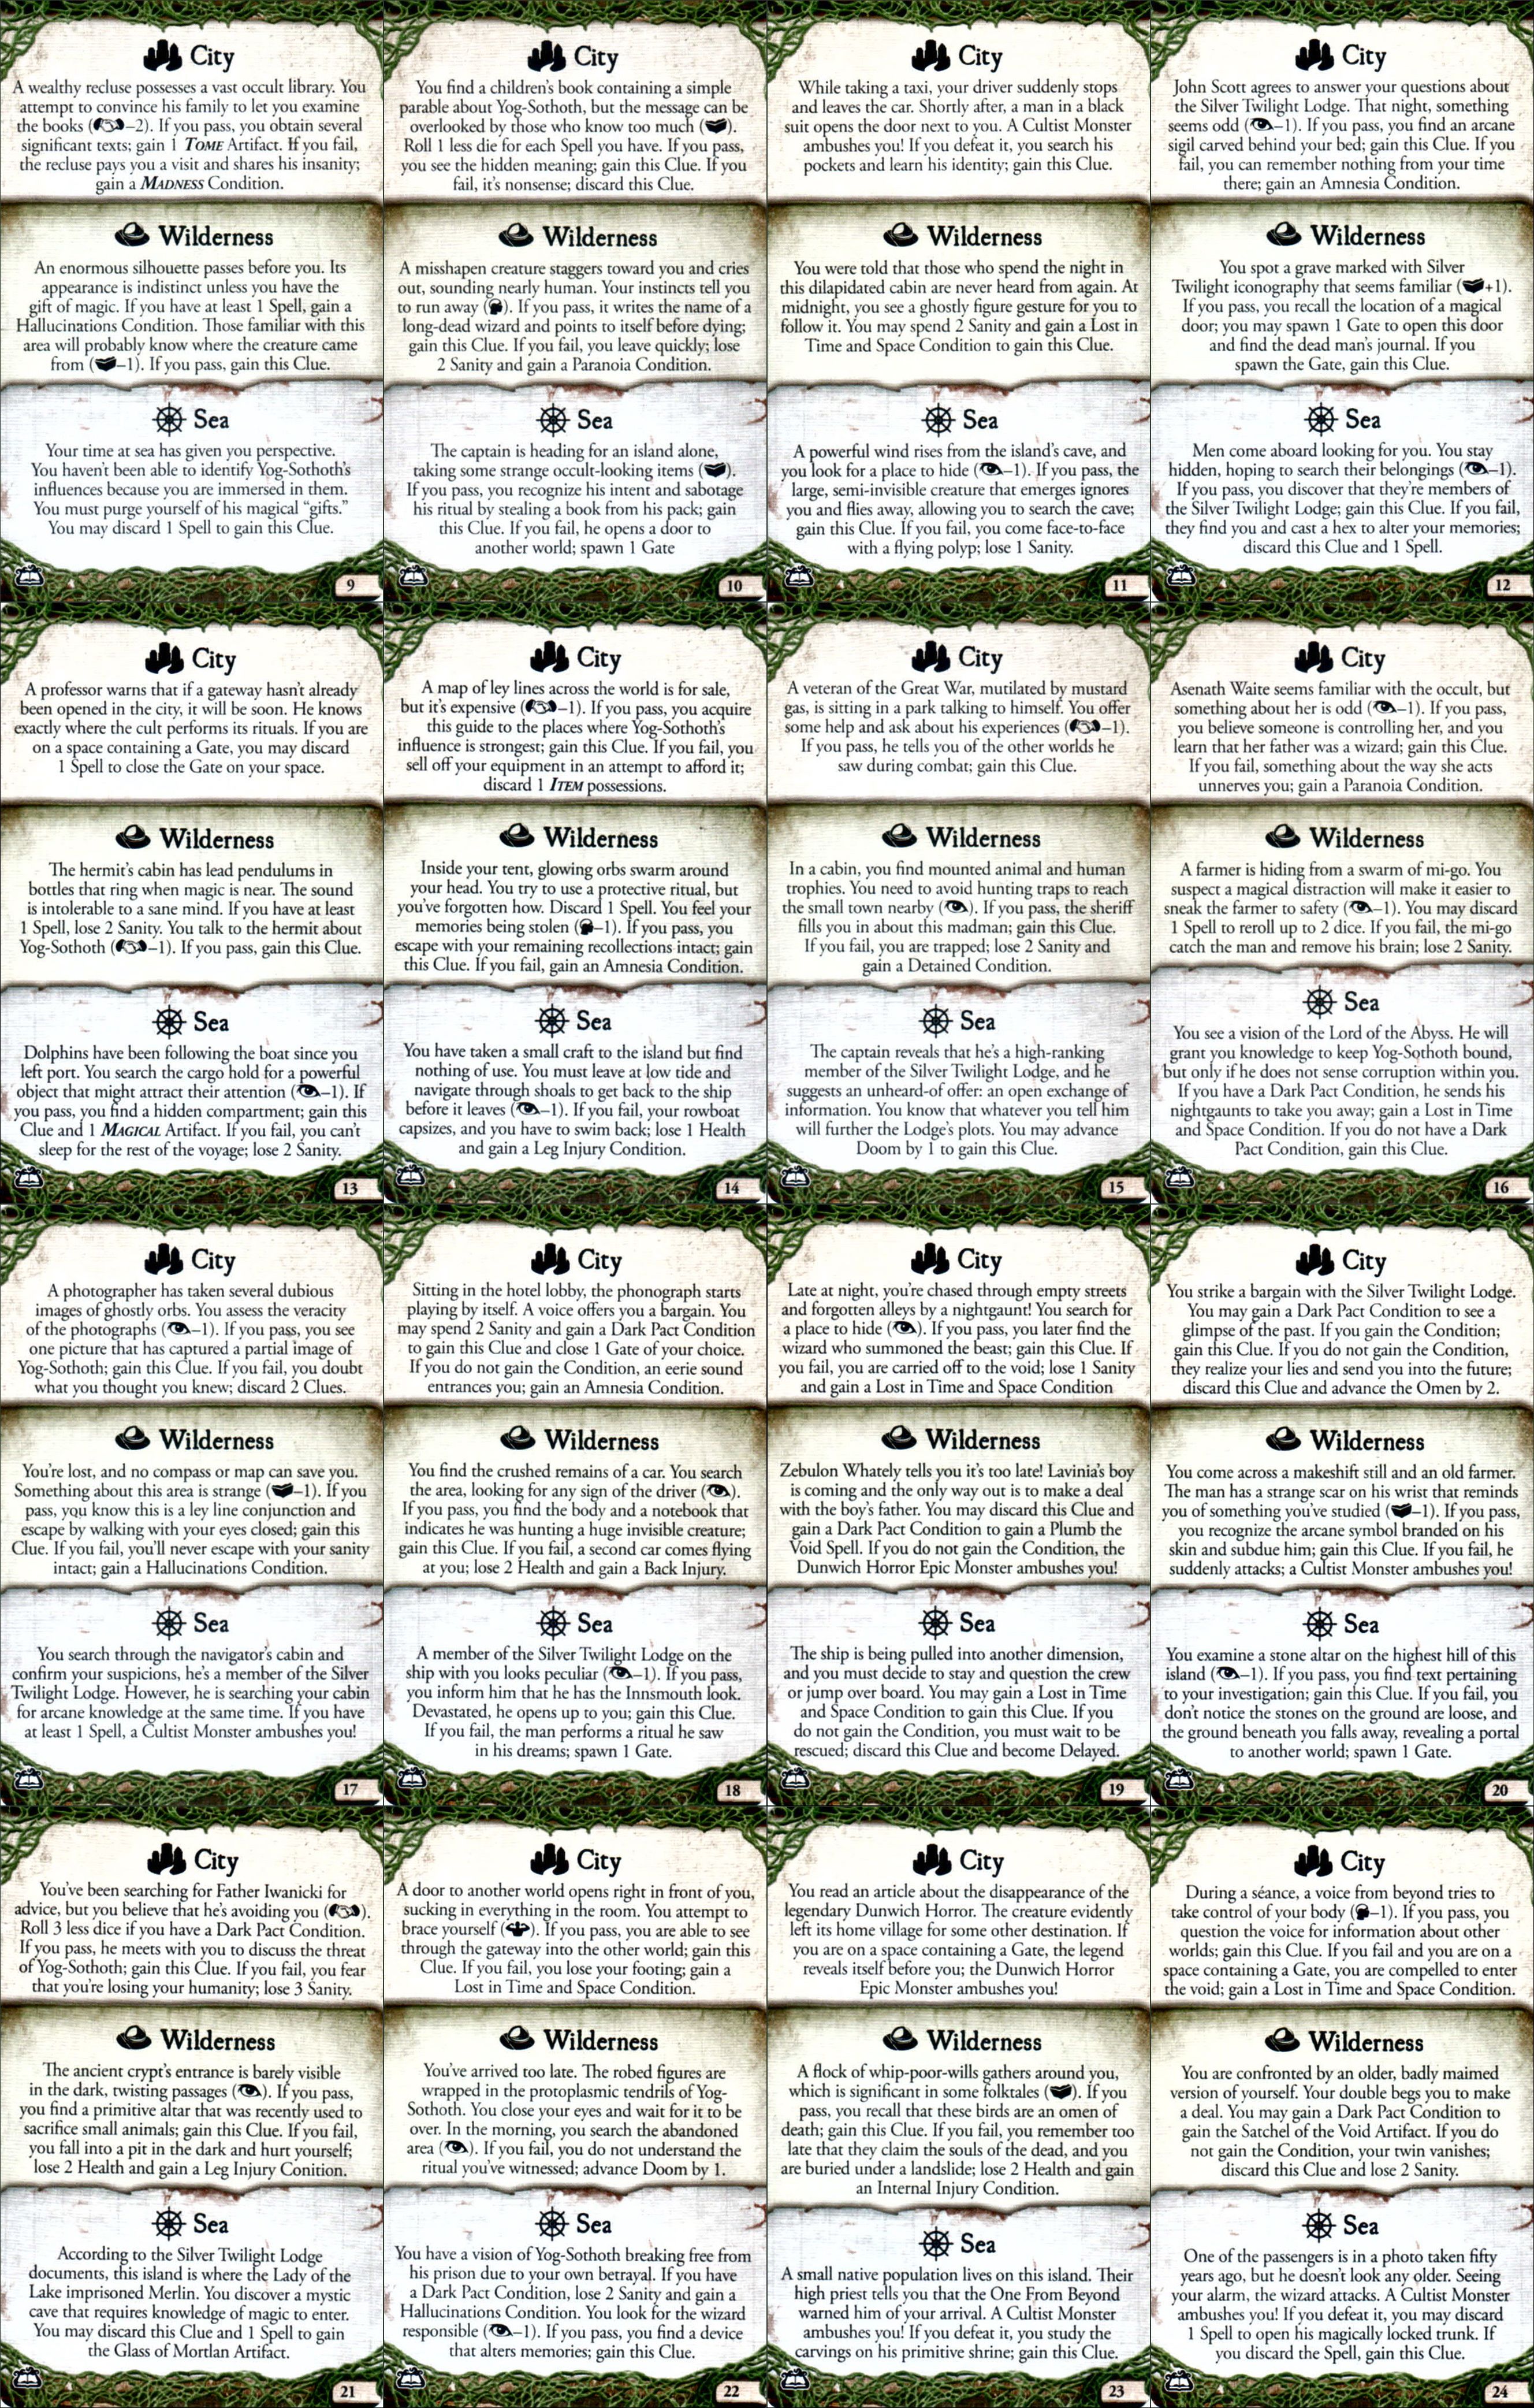 City
A wealthy recluse possesses a vast occult library. You
attempt to convince his family to let you examine
the books (–2). If you pass, you obtain several
significant texts; gain 1 TOME Artifact. If you fail,
the recluse pays you a visit and shares his insanity;
gain a MADNESS Condition.
Wilderness
An enormous silhouette passes before you. Its
appearance is indistinct unless you have the
gift of magic. If you have at least 1 Spell, gain a
Hallucinations Condition. Those familiar with this
area will probably know where the creature came
from (–1). If you pass, gain this Clue.
Sea
Your time at sea has given you perspective.
You haven't been able to identify Yog-Sothoth's
influences because you are immersed in them.
You must purge yourself of his magical “gifts.”
You may discard 1 Spell to gain this Clue.
9
City
You find a children's book containing a simple
parable about Yog-Sothoth, but the message can be
overlooked by those who know too much ().
Roll 1 less die for each Spell you have. If you pass,
you see the hidden meaning; gain this Clue. If you
fail, it's nonsense; discard this Clue.
Wilderness
A misshapen creature staggers toward you and cries
out, sounding nearly human. Your instincts tell you
to run away (). If you pass, it writes the name of a
long-dead wizard and points to itself before dying;
gain this Clue. If you fail, you leave quickly; lose
2 Sanity and gain a Paranoia Condition.
Sea
The captain is heading for an island alone,
taking some strange occult-looking items ().
If you pass, you recognize his intent and sabotage
his ritual by stealing a book from his pack; gain
this Clue. If you fail, he opens a door to
another world; spawn 1 Gate
10
City
While taking a taxi, your driver suddenly stops
and leaves the car. Shortly after, a man in a black
suit opens the door next to you. A Cultist Monster
ambushes you! If you defeat it, you search his
pockets and learn his identity; gain this Clue.
Wilderness
You were told that those who spend the night in
this dilapidated cabin are never heard from again. At
midnight, you see a ghostly figure gesture for you to
follow it. You may spend 2 Sanity and gain a Lost in
Time and Space Condition to gain this Clue.
Sea
A powerful wind rises from the island's cave, and
you look for a place to hide (–1). If you pass, the
large, semi-invisible creature that emerges ignores
you and flies away, allowing you to search the cave;
gain this Clue. If you fail, you come face-to-face
with a flying polyp; lose 1 Sanity.
11
City
John Scott agrees to answer your questions about
the Silver Twilight Lodge. That night, something
seems odd (–1). If you pass, you find an arcane
sigil carved behind your bed; gain this Clue. If you
fail, you can remember nothing from your time
there; gain an Amnesia Condition.
Wilderness
You spot a grave marked with Silver
Twilight iconography that seems familiar (+1).
If you pass, you recall the location of a magical
door; you may spawn 1 Gate to open this door
and find the dead man's journal. If you
spawn the Gate, gain this Clue.
Sea
Men come aboard looking for you. You stay
hidden, hoping to search their belongings (–1).
If you pass, you discover that they're members of
the Silver Twilight Lodge; gain this Clue. If you fail,
they find you and cast a hex to alter your memories;
discard this Clue and 1 Spell.
12
City
A professor warns that if a gateway hasn't already
been opened in the city, it will be soon. He knows
exactly where the cult performs its rituals. If you are
on a space containing a Gate, you may discard
1 Spell to close the Gate on your space.
Wilderness
The hermit's cabin has lead pendulums in
bottles that ring when magic is near. The sound
is intolerable to a sane mind. If you have at least
1 Spell, lose 2 Sanity. You talk to the hermit about
Yog-Sothoth (–1). If you pass, gain this Clue.
Sea
Dolphins have been following the boat since you
left port. You search the cargo hold for a powerful
object that might attract their attention (–1). If
you pass, you find a hidden compartment; gain this
Clue and 1 MAGICAL Artifact. If you fail, you can't
sleep for the rest of the voyage; lose 2 Sanity.
13
City
A map of ley lines across the world is for sale,
but it's expensive (–1). If you pass, you acquire
this guide to the places where Yog-Sothoth's
influence is strongest; gain this Clue. If you fail, you
sell off your equipment in an attempt to afford it;
discard 1 ITEM possessions.
Wilderness
Inside your tent, glowing orbs swarm around
your head. You try to use a protective ritual, but
you've forgotten how. Discard 1 Spell. You feel your
memories being stolen (–1). If you pass, you
escape with your remaining recollections intact; gain
this Clue. If you fail, gain an Amnesia Condition.
Sea
You have taken a small craft to the island but find
nothing of use. You must leave at low tide and
navigate through shoals to get back to the ship
before it leaves (–1). If you fail, your rowboat
capsizes, and you have to swim back; lose 1 Health
and gain a Leg Injury Condition.
14
City
A veteran of the Great War, mutilated by mustard
gas, is sitting in a park talking to himself. You offer
some help and ask about his experiences (–1).
If you pass, he tells you of the other worlds he
saw during combat; gain this Clue.
Wilderness
In a cabin, you find mounted animal and human
trophies. You need to avoid hunting traps to reach
the small town nearby (). If you pass, the sheriff
fills you in about this madman; gain this Clue.
If you fail, you are trapped; lose 2 Sanity and
gain a Detained Condition.
Sea
The captain reveals that he's a high-ranking
member of the Silver Twilight Lodge, and he
suggests an unheard-of offer: an open exchange of
information. You know that whatever you tell him
will further the Lodge's plots. You may advance
Doom by 1 to gain this Clue.
15
City
Asenath Waite seems familiar with the occult, but
something about her is odd (–1). If you pass,
you believe someone is controlling her, and you
learn that her father was a wizard; gain this Clue.
If you fail, something about the way she acts
unnerves you; gain a Paranoia Condition.
Wilderness
A farmer is hiding from a swarm of mi-go. You
suspect a magical distraction will make it easier to
sneak the farmer to safety (–1). You may discard
1 Spell to reroll up to 2 dice. If you fail, the mi-go
catch the man and remove his brain; lose 2 Sanity.
Sea
You see a vision of the Lord of the Abyss. He will
grant you knowledge to keep Yog-Sothoth bound,
but only if he does not sense corruption within you.
If you have a Dark Pact Condition, he sends his
nightgaunts to take you away; gain a Lost in Time
and Space Condition. If you do not have a Dark
Pact Condition, gain this Clue.
16
City
A photographer has taken several dubious
images of ghostly orbs. You assess the veracity
of the photographs (–1). If you pass, you see
one picture that has captured a partial image of
Yog-Sothoth; gain this Clue. If you fail, you doubt
what you thought you knew; discard 2 Clues.
Wilderness
You're lost, and no compass or map can save you.
Something about this area is strange (–1). If you
pass, you know this is a ley line conjunction and
escape by walking with your eyes closed; gain this
Clue. If you fail, you'll never escape with your sanity
intact; gain a Hallucinations Condition.
Sea
You search through the navigator's cabin and
confirm your suspicions, he's a member of the Silver
Twilight Lodge. However, he is searching your cabin
for arcane knowledge at the same time. If you have
at least 1 Spell, a Cultist Monster ambushes you!
17
City
Sitting in the hotel lobby, the phonograph starts
playing by itself. A voice offers you a bargain. You
may spend 2 Sanity and gain a Dark Pact Condition
to gain this Clue and close 1 Gate of your choice.
If you do not gain the Condition, an eerie sound
entrances you; gain an Amnesia Condition.
Wilderness
You find the crushed remains of a car. You search
the area, looking for any sign of the driver ().
If you pass, you find the body and a notebook that
indicates he was hunting a huge invisible creature;
gain this Clue. If you fail, a second car comes flying
at you; lose 2 Health and gain a Back Injury.
Sea
A member of the Silver Twilight Lodge on the
ship with you looks peculiar (–1). If you pass,
you inform him that he has the Innsmouth look.
Devastated, he opens up to you; gain this Clue.
If you fail, the man performs a ritual he saw
in his dreams; spawn 1 Gate.
18
City
Late at night, you're chased through empty streets
and forgotten alleys by a nightgaunt! You search for
a place to hide (). If you pass, you later find the
wizard who summoned the beast; gain this Clue. If
you fail, you are carried off to the void; lose 1 Sanity
and gain a Lost in Time and Space Condition
Wilderness
Zebulon Whately tells you it's too late! Lavinia's boy
is coming and the only way out is to make a deal
with the boy's father. You may discard this Clue and
gain a Dark Pact Condition to gain a Plumb the
Void Spell. If you do not gain the Condition, the
Dunwich Horror Epic Monster ambushes you!
Sea
The ship is being pulled into another dimension,
and you must decide to stay and question the crew
or jump over board. You may gain a Lost in Time
and Space Condition to gain this Clue. If you
do not gain the Condition, you must wait to be
rescued; discard this Clue and become Delayed.
19
City
You strike a bargain with the Silver Twilight Lodge.
You may gain a Dark Pact Condition to see a
glimpse of the past. If you gain the Condition;
gain this Clue. If you do not gain the Condition,
they realize your lies and send you into the future;
discard this Clue and advance the Omen by 2.
Wilderness
You come across a makeshift still and an old farmer.
The man has a strange scar on his wrist that reminds
you of something you've studied (–1). If you pass,
you recognize the arcane symbol branded on his
skin and subdue him; gain this Clue. If you fail, he
suddenly attacks; a Cultist Monster ambushes you!
Sea
You examine a stone altar on the highest hill of this
island (–1). If you pass, you find text pertaining
to your investigation; gain this Clue. If you fail, you
don't notice the stones on the ground are loose, and
the ground beneath you falls away, revealing a portal
to another world; spawn 1 Gate.
20
City
You've been searching for Father Iwanicki for
advice, but you believe that he's avoiding you ().
Roll 3 less dice if you have a Dark Pact Condition.
If you pass, he meets with you to discuss the threat
of Yog-Sothoth; gain this Clue. If you fail, you fear
that you're losing your humanity; lose 3 Sanity.
Wilderness
The ancient crypt's entrance is barely visible
in the dark, twisting passages (). If you pass,
you find a primitive altar that was recently used to
sacrifice small animals; gain this Clue. If you fail,
you fall into a pit in the dark and hurt yourself;
lose 2 Health and gain a Leg Injury Conition.
Sea
According to the Silver Twilight Lodge
documents, this island is where the Lady of the
Lake imprisoned Merlin. You discover a mystic
cave that requires knowledge of magic to enter.
You may discard this Clue and 1 Spell to gain
the Glass of Mortlan Artifact.
21
City
A door to another world opens right in front of you,
sucking in everything in the room. You attempt to
brace yourself (). If you pass, you are able to see
through the gateway into the other world; gain this
Clue. If you fail, you lose your footing; gain a
Lost in Time and Space Condition.
Wilderness
You've arrived too late. The robed figures are
wrapped in the protoplasmic tendrils of Yog-
Sothoth. You close your eyes and wait for it to be
over. In the morning, you search the abandoned
area (). If you fail, you do not understand the
ritual you've witnessed; advance Doom by 1.
Sea
You have a vision of Yog-Sothoth breaking free from
his prison due to your own betrayal. If you have
a Dark Pact Condition, lose 2 Sanity and gain a
Hallucinations Condition. You look for the wizard
responsible (–1). If you pass, you find a device
that alters memories; gain this Clue.
22
City
You read an article about the disappearance of the
legendary Dunwich Horror. The creature evidently
left its home village for some other destination. If
you are on a space containing a Gate, the legend
reveals itself before you; the Dunwich Horror
Epic Monster ambushes you!
Wilderness
A flock of whip-poor-wills gathers around you,
which is significant in some folktales (). If you
pass, you recall that these birds are an omen of
death; gain this Clue. If you fail, you remember too
late that they claim the souls of the dead, and you
are buried under a landslide; lose 2 Health and gain
an Internal Injury Condition.
Sea
A small native population lives on this island. Their
high priest tells you that the One From Beyond
warned him of your arrival. A Cultist Monster
ambushes you! If you defeat it, you study the
carvings on his primitive shrine; gain this Clue.
23
City
During a séance, a voice from beyond tries to
take control of your body (–1). If you pass, you
question the voice for information about other
worlds; gain this Clue. If you fail and you are on a
space containing a Gate, you are compelled to enter
the void; gain a Lost in Time and Space Condition.
Wilderness
You are confronted by an older, badly maimed
version of yourself. Your double begs you to make
a deal. You may gain a Dark Pact Condition to
gain the Satchel of the Void Artifact. If you do
not gain the Condition, your twin vanishes;
discard this Clue and lose 2 Sanity.
Sea
One of the passengers is in a photo taken fifty
years ago, but he doesn't look any older. Seeing
your alarm, the wizard attacks. A Cultist Monster
ambushes you! If you defeat it, you may discard
1 Spell to open his magically locked trunk. If
you discard the Spell, gain this Clue.
24